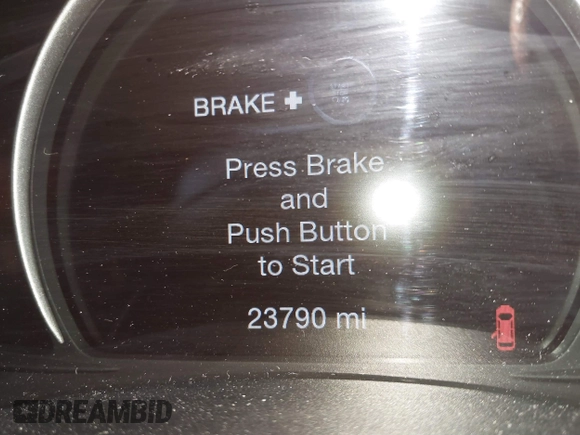 BRAKE +
Press Brake
and
Push Button
to Start
23790 mi
DREAMBID